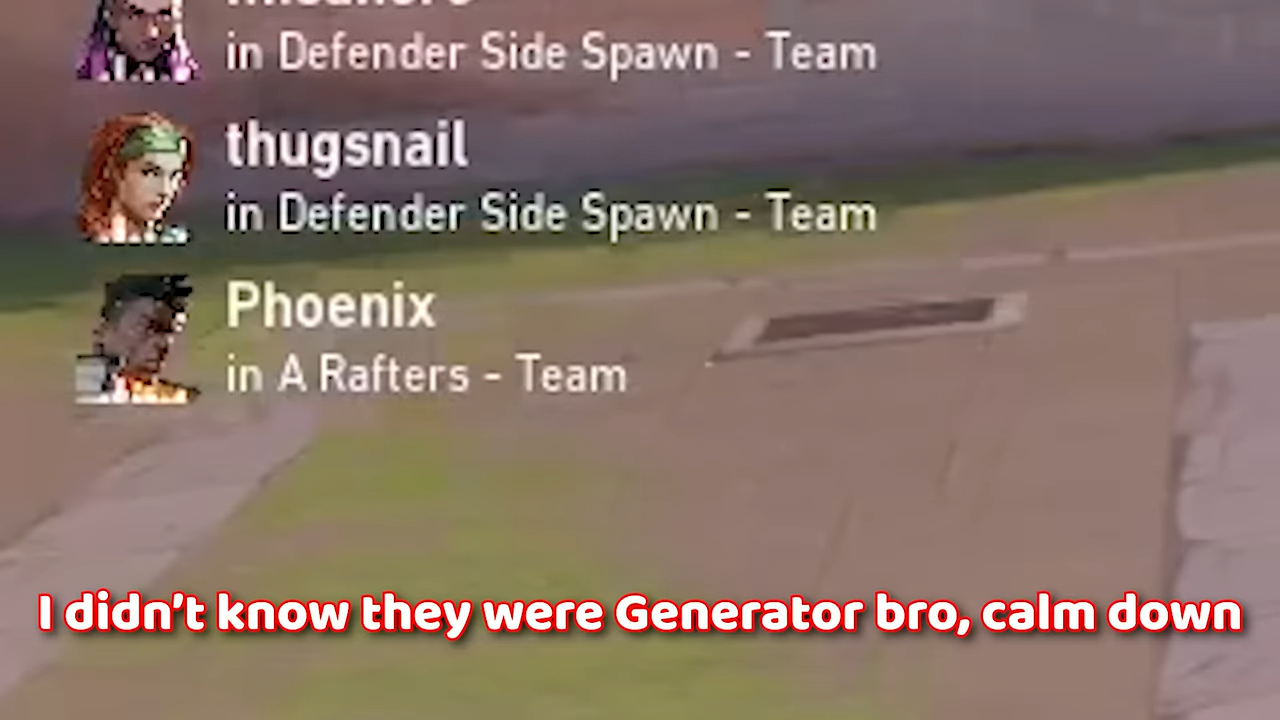 in Defender Side Spawn - Team
thugsnail
in Defender Side Spawn - Team
Phoenix
in A Rafters - Team
I didn't know they were Generator bro, calm down